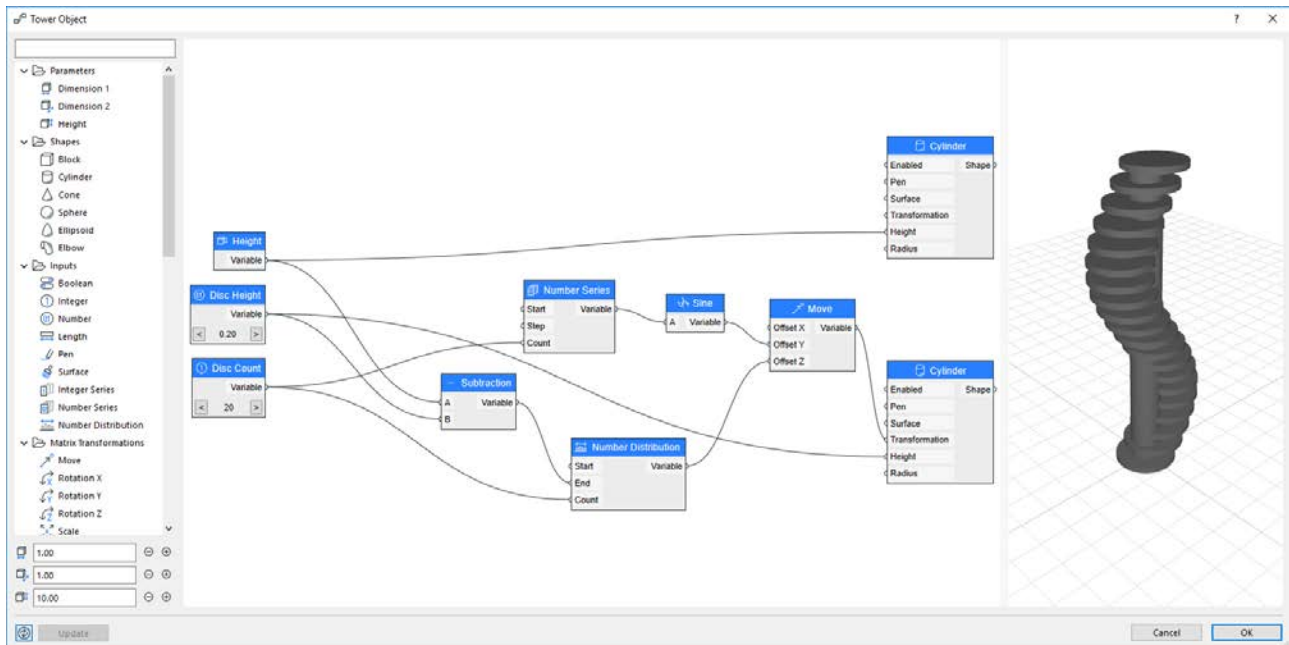 Tower Object
?
Parameters
Dimension 1
Dimension 2
Height
Shapes
Block
Cylinder
Cone
Sphere
Ellipsoid
Elbow
Inputs
Boolean
Integer
Number
Length
Pen
Surface
Integer Series
Number Series
Number Distribution
Matrix Transformations
Move
Rotation X
Rotation Y
Rotation Z
Scale
1.00
1.00
10.00
Update
Height
Variable
Disc Height
Variable
< 0.20 >
Disc Count
Variable
< 20 >
Subtraction
A Variable
B
Number Series
Start Variable
Step
Count
Number Distribution
Start Variable
End
Count
Sine
A Variable
Move
Offset X Variable
Offset Y
Offset Z
Cylinder
Enabled Shape
Pen
Surface
Transformation
Height
Radius
Cylinder
Enabled Shape
Pen
Surface
Transformation
Height
Radius
Cancel
OK